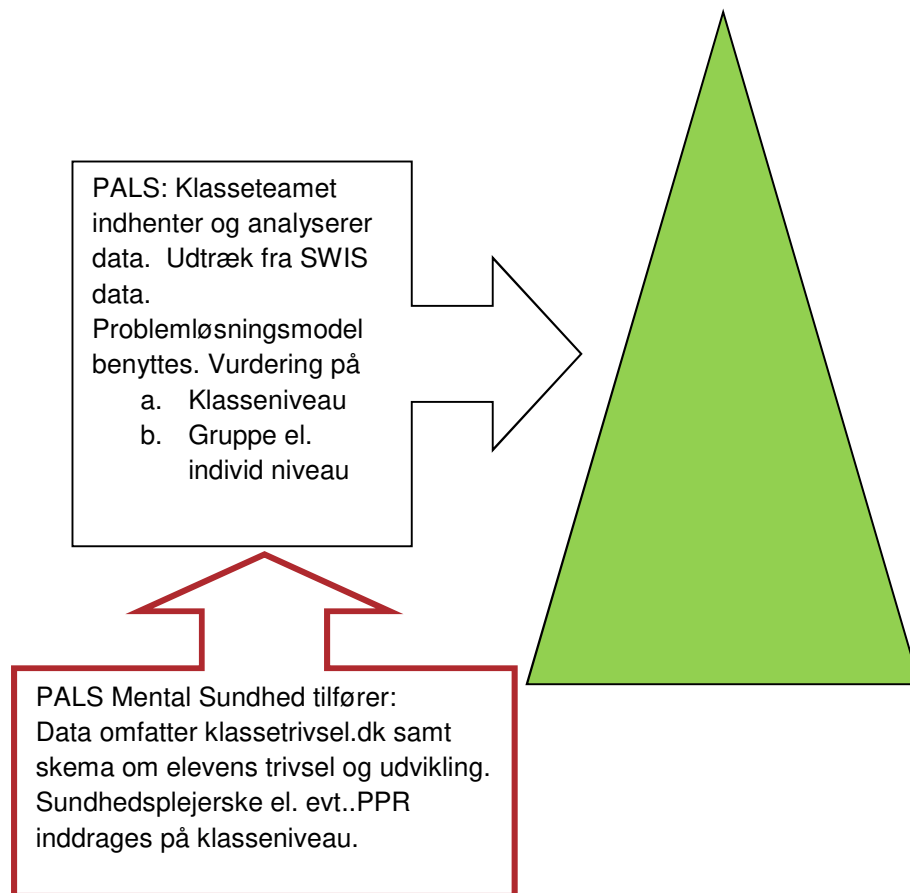 PALS: Klasseteamet
indhenter og analyserer
data.  Udtræk fra SWIS
data.
Problemløsningsmodel
benyttes. Vurdering på
a. Klasseniveau
b. Gruppe el.
individ niveau
PALS Mental Sundhed tilfører:
Data omfatter klassetrivsel.dk samt
skema om elevens trivsel og udvikling.
Sundhedsplejerske el. evt..PPR
inddrages på klasseniveau.